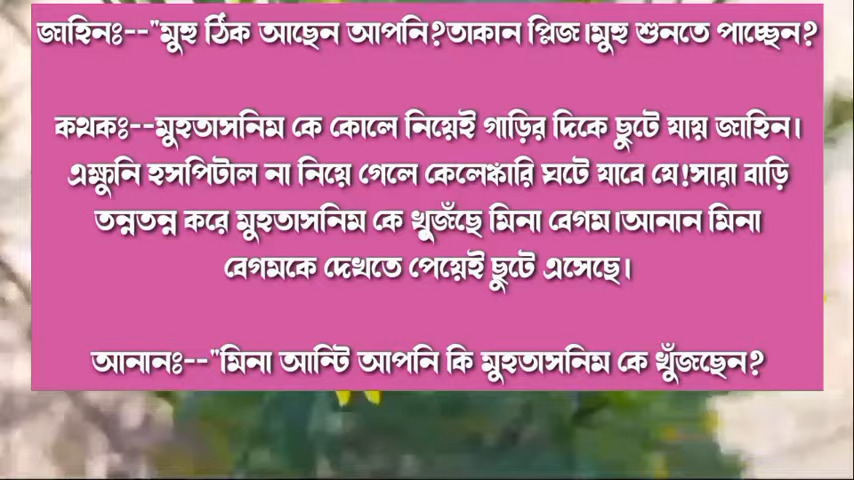 জাহিনঃ--"মুহু ঠিক আছেন আপনি?তাকান প্লিজ।মুহু শুনতে পাচ্ছেন?
কথকঃ--মুহতাসনিম কে কোলে নিয়েই গাড়ির দিকে ছুটে যায় জাহিন।
এক্ষুনি হসপিটাল না নিয়ে গেলে কেলেঙ্কারি ঘটে যাবে যে!সারা বাড়ি
তন্নতন্ন করে মুহতাসনিম কে খুুজঁছে মিনা বেগম।আনান মিনা
বেগমকে দেখতে পেয়েই ছুটে এসেছে।
আনানঃ--"মিনা আন্টি আপনি কি মুহতাসনিম কে খুঁজছেন?